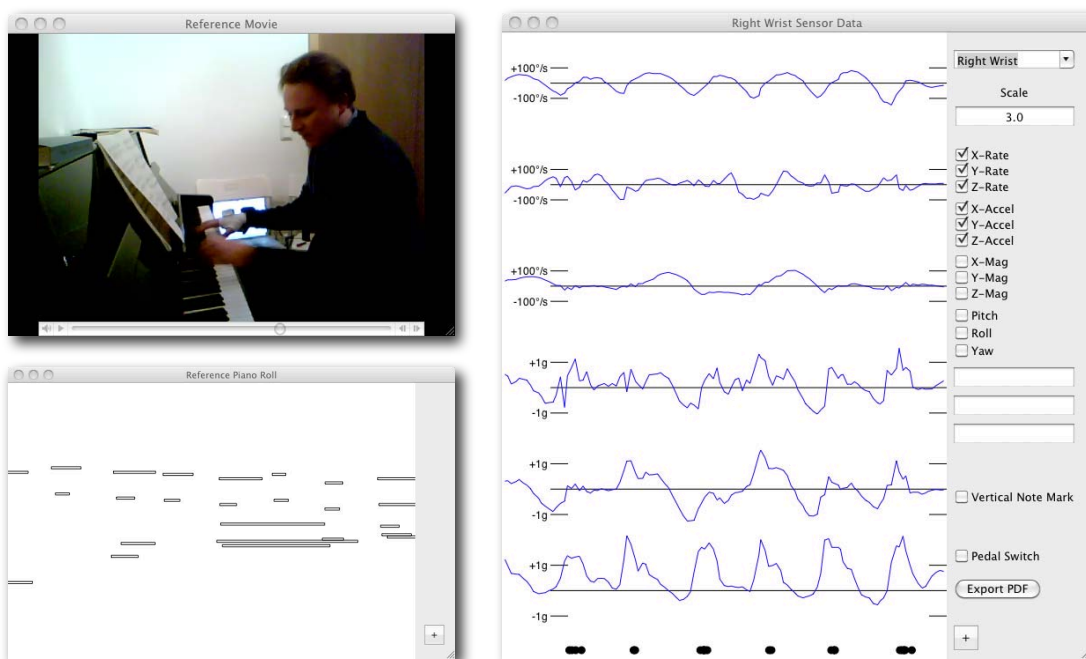 Reference Movie
Reference Piano Roll
+
Right Wrist Sensor Data
+100°/s
-100°/s
+100°/s
-100°/s
+100°/s
-100°/s
+1g
-1g
+1g
-1g
+1g
-1g
Right Wrist
Scale
3.0
X-Rate
Y-Rate
Z-Rate
X-Accel
Y-Accel
Z-Accel
X-Mag
Y-Mag
Z-Mag
Pitch
Roll
Yaw
Vertical Note Mark
Pedal Switch
Export PDF
+